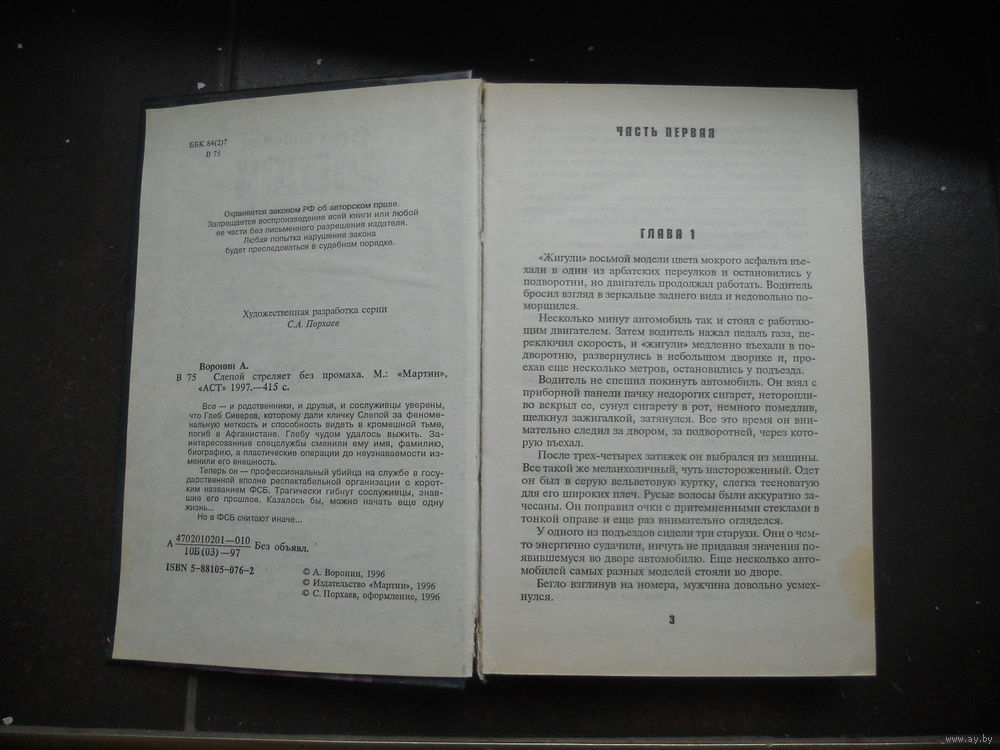 ББК 84(2)7
В 75
Охраняется законом РФ об авторском праве.
Запрещается воспроизведение всей книги или любой
ее части без письменного разрешения издателя.
Любая попытка нарушения закона
будет преследоваться в судебном порядке.
Художественная разработка серии
С.А. Порхаев
Воронин А.
В 75 Слепой стреляет без промаха. М.: «Мартин»,
«АСТ» 1997.—415 с.
Все — и родственники, и друзья, и сослуживцы уверены,
что Глеб Сиверов, которому дали кличку Слепой за феноме-
нальную меткость и способность видеть в кромешной тьме,
погиб в Афганистане. Глебу чудом удалось выжить. За-
интересованные спецслужбы сменили ему имя, фамилию,
биографию, а пластические операции до неузнаваемости из-
менили его внешность.
Теперь он — профессиональный убийца на службе в госу-
дарственной вполне респектабельной организации с корот-
ким названием ФСБ. Трагически гибнут сослуживцы, знав-
шие его прошлое. Казалось бы, можно начать еще одну
жизнь...
Но в ФСБ считают иначе...
А 4702010201—010
10Б(03)—97 Без объявл.
ISBN 5-88105-076-2
© А. Воронин, 1996
© Издательство «Мартин», 1996
© С. Порхаев, оформление, 1996
ЧАСТЬ ПЕРВАЯ
ГЛАВА 1
«Жигули» восьмой модели цвета мокрого асфальта въе-
хали в один из арбатских переулков и остановились у
подворотни, но двигатель продолжал работать. Водитель
бросил взгляд в зеркальце заднего вида и недовольно по-
морщился.
Несколько минут автомобиль так и стоял с работаю-
щим двигателем. Затем водитель нажал педаль газа, пе-
реключил скорость, и «жигули» медленно въехали в под-
воротню, развернулись в небольшом дворике и, про-
ехав еще несколько метров, остановились у подъезда.
Водитель не спешил покинуть автомобиль. Он взял с
приборной панели пачку недорогих сигарет, неторопли-
во вскрыл ее, сунул сигарету в рот, немного помедлив,
щелкнул зажигалкой, затянулся. Все это время он вни-
мательно следил за двором, за подворотней, через кото-
рую въехал.
После трех-четырех затяжек он выбрался из машины.
Все такой же меланхоличный, чуть настороженный. Одет
он был в серую вельветовую куртку, слегка тесноватую
для его широких плеч. Русые волосы были аккуратно за-
чесаны. Он поправил очки с притемненными стеклами в
тонкой оправе и еще раз внимательно огляделся.
У одного из подъездов сидели три старухи. Они о чем-
то энергично судачили, ничуть не придавая значения по-
явившемуся во дворе автомобилю. Еще несколько авто-
мобилей самых разных моделей стояли во дворе.
Бегло взглянув на номера, мужчина довольно усмех-
нулся.
3
www.ay.by